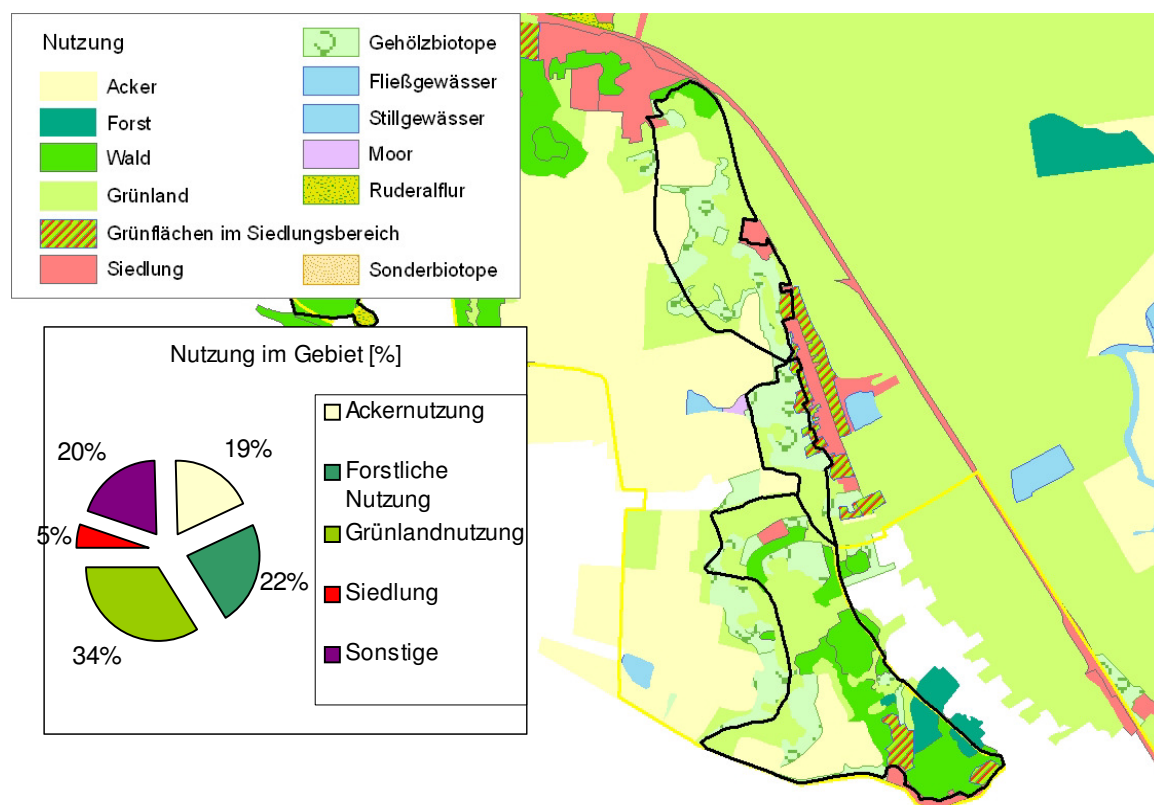 Nutzung
Acker
Forst
Wald
Grünland
Grünflächen im Siedlungsbereich
Siedlung
Gehölzbiotope
Fließgewässer
Stillgewässer
Moor
Ruderalflur
Sonderbiotope
Nutzung im Gebiet [%]
20%
19%
5%
22%
34%
Ackernutzung
Forstliche
Nutzung
Grünlandnutzung
Siedlung
Sonstige